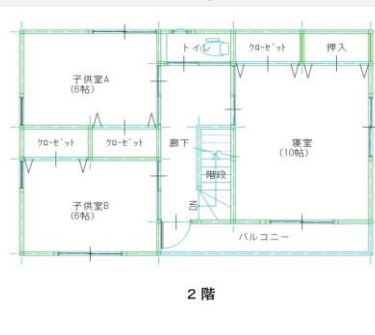 トイレ
クローゼット
押入
子供室A
(6帖)
クローゼット
クローゼット
廊下
寝室
(10帖)
階段
DN
子供室B
(6帖)
バルコニー
2階